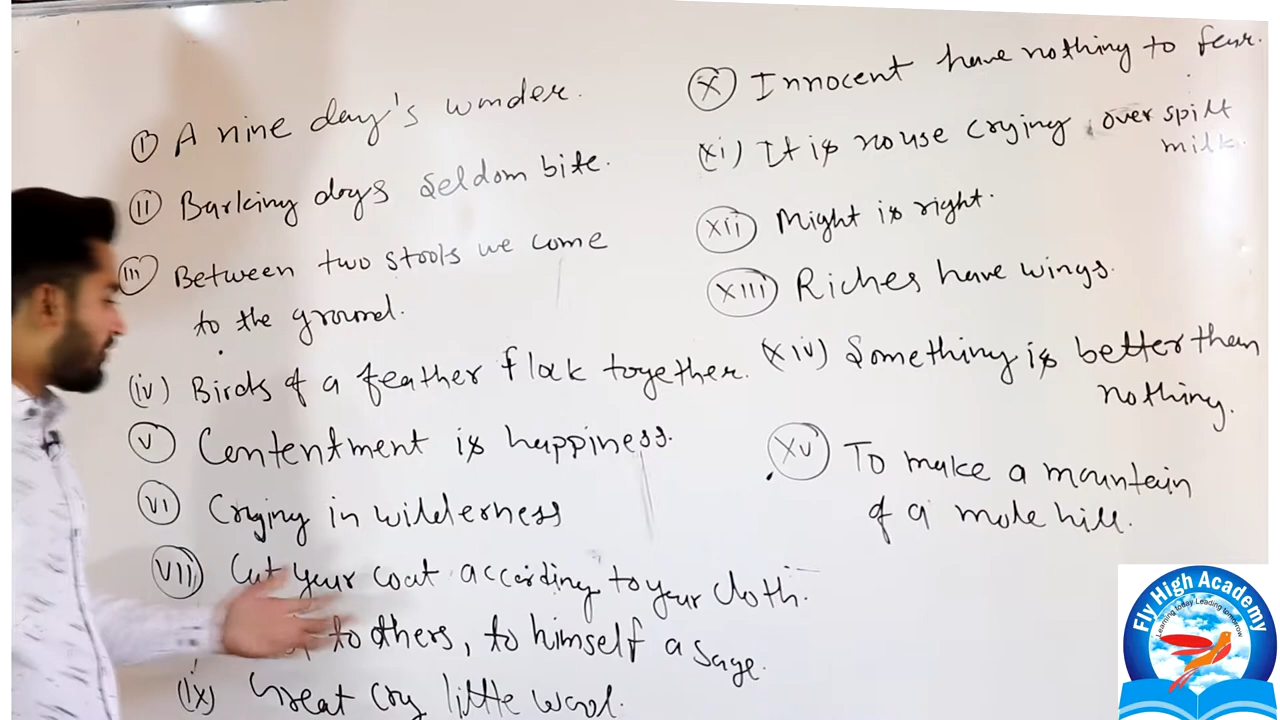 (i) A nine day's wonder.
(ii) Barking dogs seldom bite.
(iii) Between two stools we come
to the ground.
(iv) Birds of a feather flock together.
(v) Contentment is happiness.
(vi) Crying in wilderness
(vii) Cut your coat according to your cloth.
to others, to himself a sage.
(ix) Great cry little wool.
(x) Innocent have nothing to fear.
(xi) It is no use crying over spilt
milk.
(xii) Might is right.
(xiii) Riches have wings.
(xiv) Something is better than
nothing.
(xv) To make a mountain
of a mole hill.
Fly High Academy
Learning today Leading tomorrow